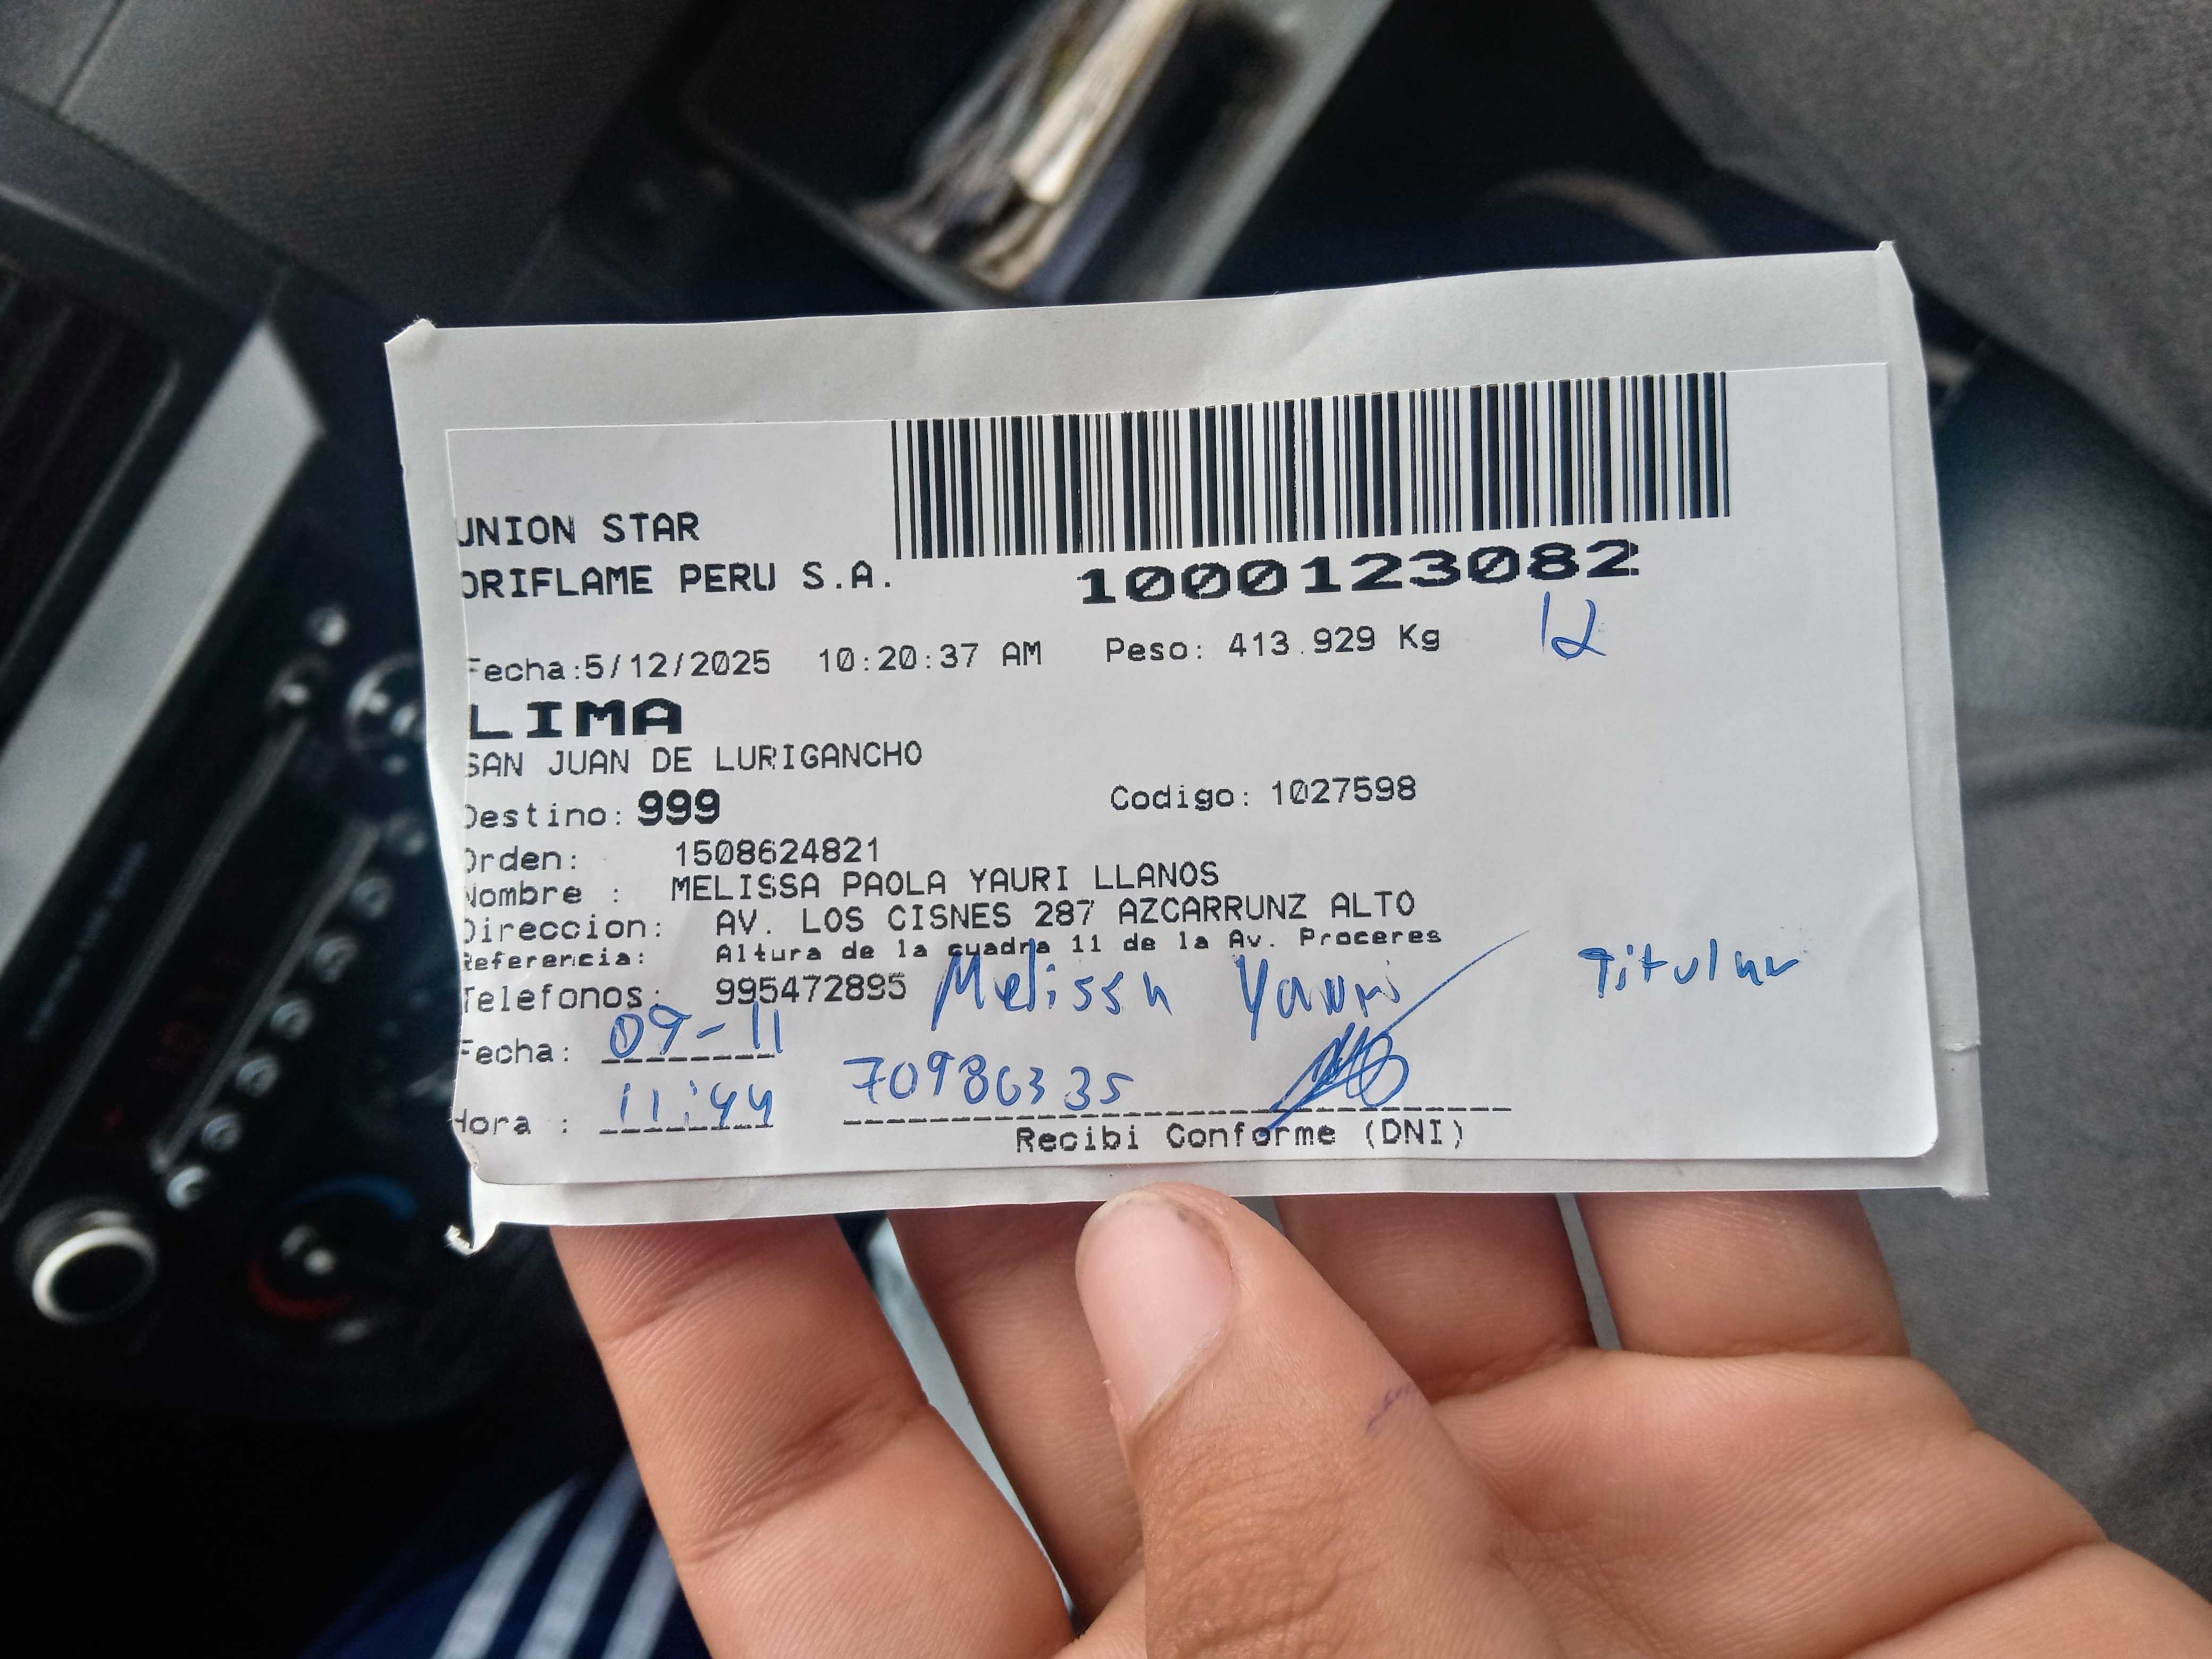 UNION STAR
ORIFLAME PERU S.A.
1000123082
Fecha:5/12/2025 10:20:37 AM Peso: 413.929 Kg 12
LIMA
SAN JUAN DE LURIGANCHO
Destino: 999 Codigo: 1027598
Orden: 1508624821
Nombre : MELISSA PAOLA YAURI LLANOS
Direccion: AV. LOS CISNES 287 AZCARRUNZ ALTO
Referencia: Altura de la cuadra 11 de la Av. Proceres
Telefonos: 995472895 Melissa Yauri Titular
Fecha: 09-11
Hora : 11:44 70986335
Recibi Conforme (DNI)